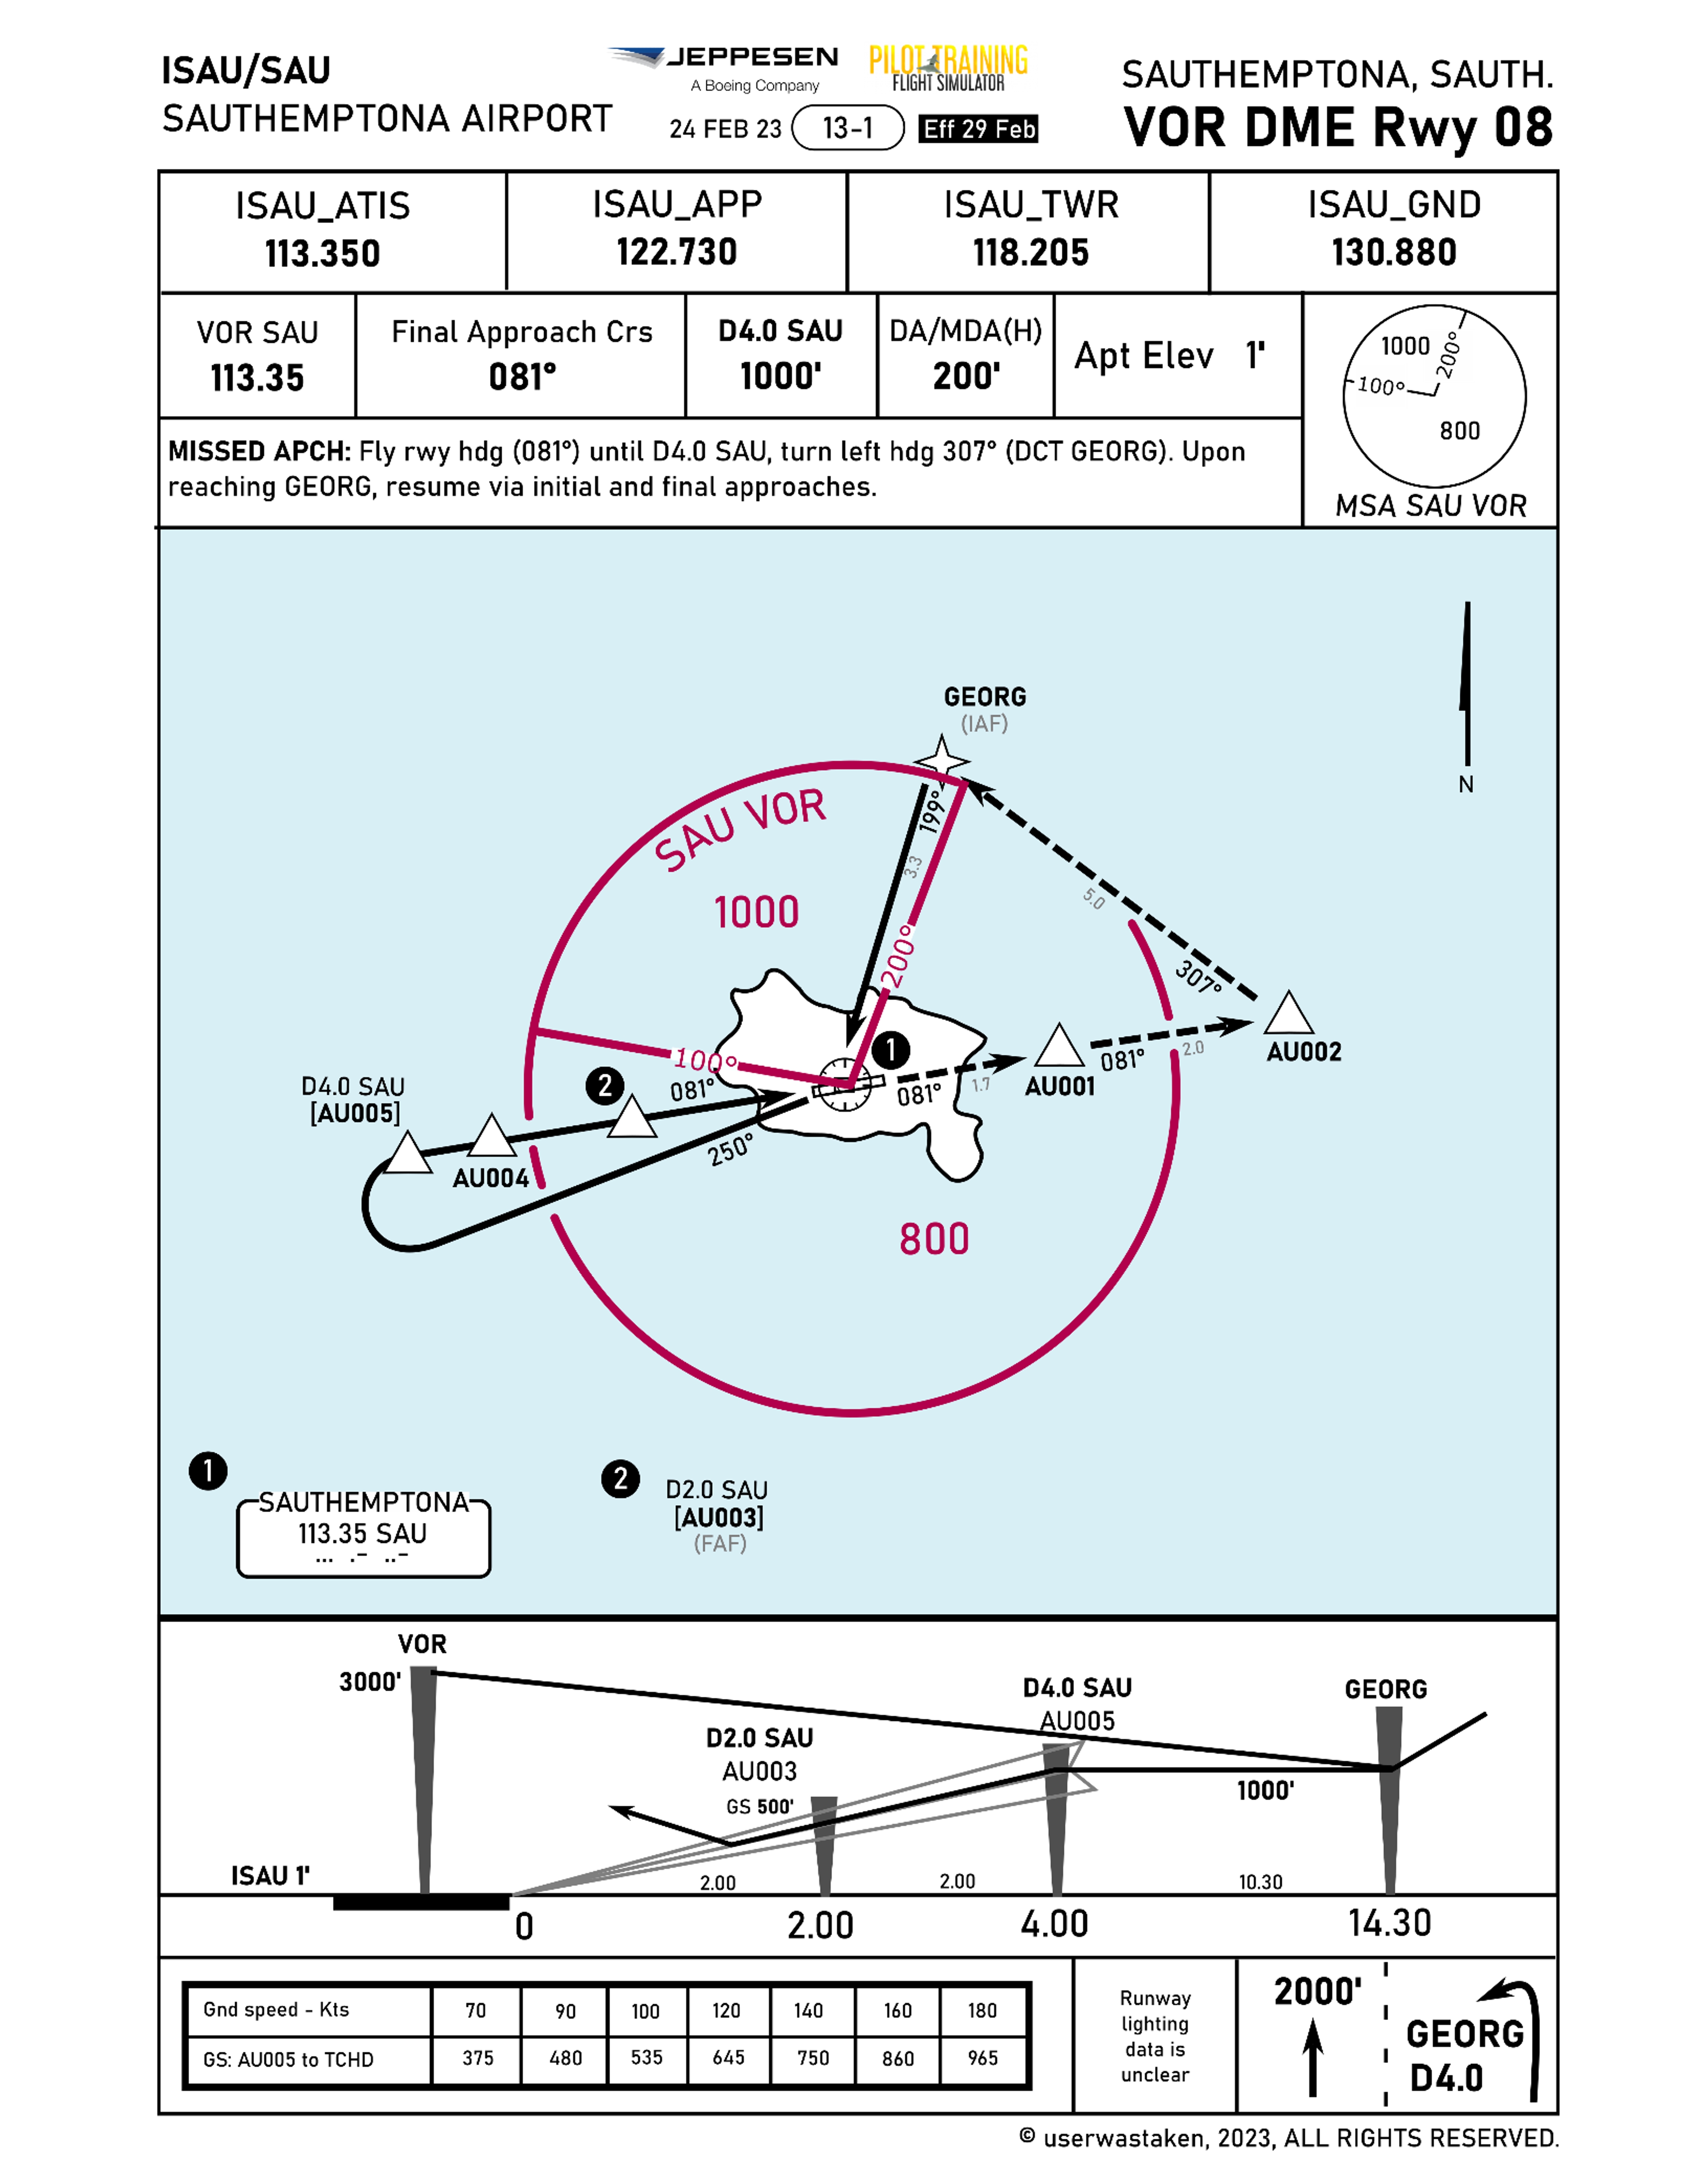 ISAU/SAU
SAUTHEMPTONA AIRPORT
JEPPESEN
A Boeing Company
PILOT TRAINING
FLIGHT SIMULATOR
24 FEB 23
13-1
Eff 29 Feb
SAUTHEMPTONA, SAUTH.
VOR DME Rwy 08
ISAU_ATIS
113.350
ISAU_APP
122.730
ISAU_TWR
118.205
ISAU_GND
130.880
VOR SAU
113.35
Final Approach Crs
081°
D4.0 SAU
1000'
DA/MDA(H)
200'
Apt Elev 1'
1000
200°
100°
800
MSA SAU VOR
MISSED APCH: Fly rwy hdg (081°) until D4.0 SAU, turn left hdg 307° (DCT GEORG). Upon
reaching GEORG, resume via initial and final approaches.
N
GEORG
(IAF)
199°
3.3
SAU VOR
1000
200°
5.0
307°
100°
1
081°
1.7
AU001
081°
2.0
AU002
D4.0 SAU
[AU005]
AU004
2
081°
250°
800
1
SAUTHEMPTONA
113.35 SAU
... .- ..-
2
D2.0 SAU
[AU003]
(FAF)
VOR
3000'
D2.0 SAU
AU003
GS 500'
D4.0 SAU
AU005
GEORG
1000'
ISAU 1'
2.00
2.00
10.30
0
2.00
4.00
14.30
Gnd speed - Kts 70 90 100 120 140 160 180
GS: AU005 to TCHD 375 480 535 645 750 860 965
Runway
lighting
data is
unclear
2000'
GEORG
D4.0
© userwastaken, 2023, ALL RIGHTS RESERVED.